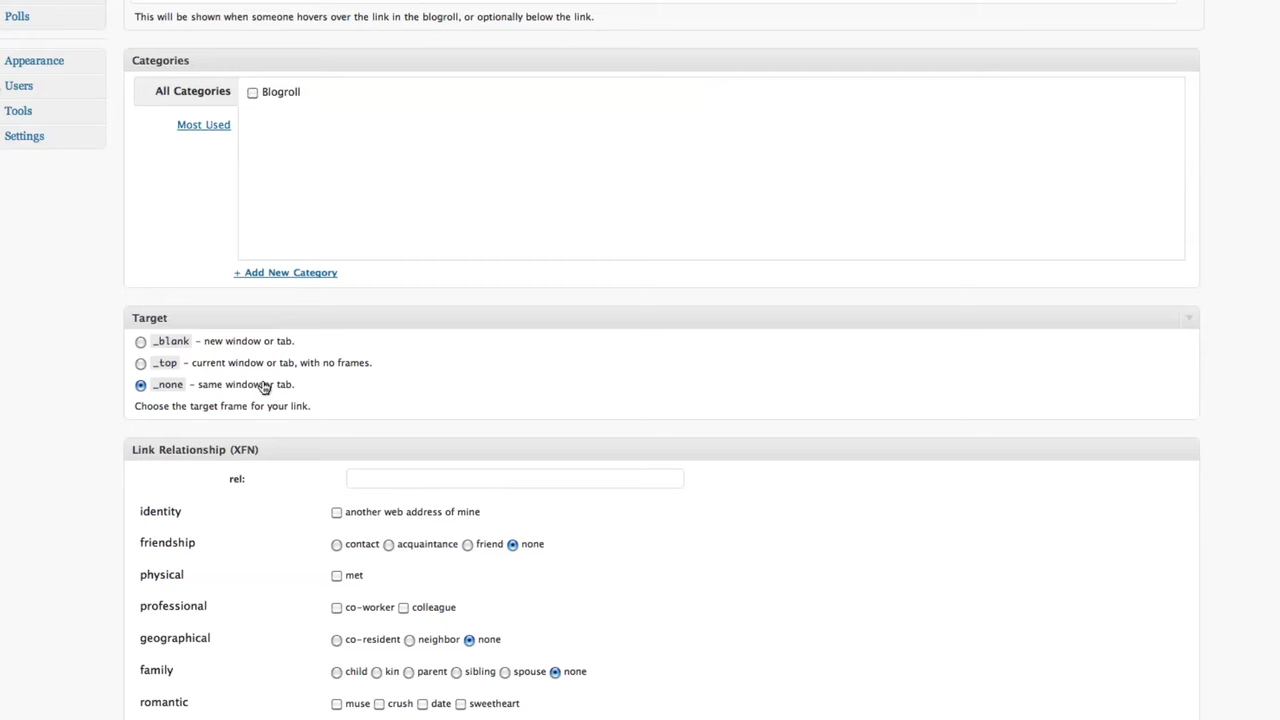 Polls
This will be shown when someone hovers over the link in the blogroll, or optionally below the link.
Appearance
Users
Tools
Settings
Categories
All Categories
Blogroll
Most Used
+ Add New Category
Target
_blank - new window or tab.
_top - current window or tab, with no frames.
_none - same window or tab.
Choose the target frame for your link.
Link Relationship (XFN)
rel:
identity another web address of mine
friendship contact acquaintance friend none
physical met
professional co-worker colleague
geographical co-resident neighbor none
family child kin parent sibling spouse none
romantic muse crush date sweetheart